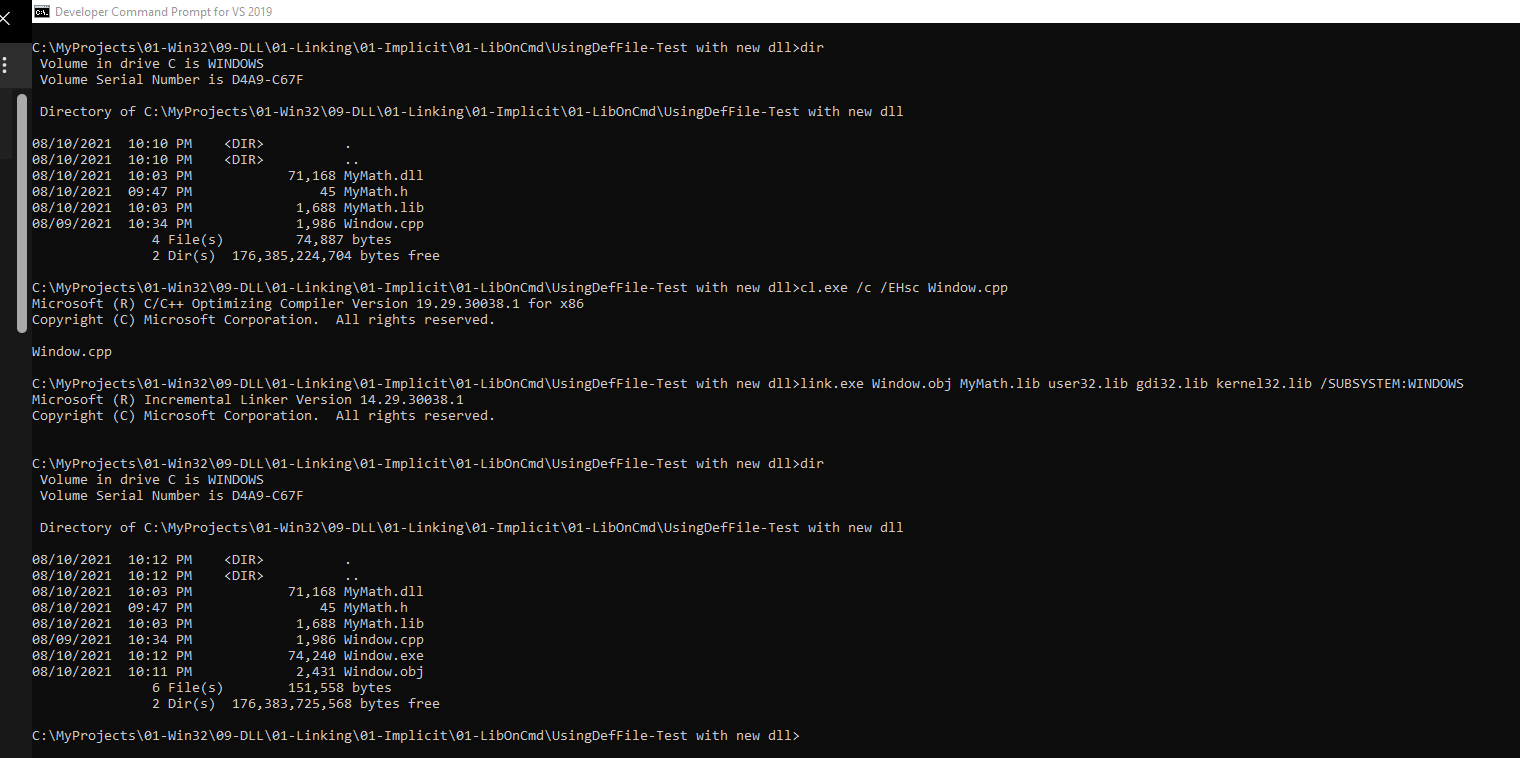 Developer Command Prompt for VS 2019
C:\MyProjects\01-Win32\09-DLL\01-Linking\01-Implicit\01-LibOnCmd\UsingDefFile-Test with new dll>dir
 Volume in drive C is WINDOWS
 Volume Serial Number is D4A9-C67F
 Directory of C:\MyProjects\01-Win32\09-DLL\01-Linking\01-Implicit\01-LibOnCmd\UsingDefFile-Test with new dll
08/10/2021  10:10 PM    <DIR>          .
08/10/2021  10:10 PM    <DIR>          ..
08/10/2021  10:03 PM            71,168 MyMath.dll
08/10/2021  09:47 PM                45 MyMath.h
08/10/2021  10:03 PM             1,688 MyMath.lib
08/09/2021  10:34 PM             1,986 Window.cpp
               4 File(s)         74,887 bytes
               2 Dir(s)  176,385,224,704 bytes free
C:\MyProjects\01-Win32\09-DLL\01-Linking\01-Implicit\01-LibOnCmd\UsingDefFile-Test with new dll>cl.exe /c /EHsc Window.cpp
Microsoft (R) C/C++ Optimizing Compiler Version 19.29.30038.1 for x86
Copyright (C) Microsoft Corporation.  All rights reserved.
Window.cpp
C:\MyProjects\01-Win32\09-DLL\01-Linking\01-Implicit\01-LibOnCmd\UsingDefFile-Test with new dll>link.exe Window.obj MyMath.lib user32.lib gdi32.lib kernel32.lib /SUBSYSTEM:WINDOWS
Microsoft (R) Incremental Linker Version 14.29.30038.1
Copyright (C) Microsoft Corporation.  All rights reserved.
C:\MyProjects\01-Win32\09-DLL\01-Linking\01-Implicit\01-LibOnCmd\UsingDefFile-Test with new dll>dir
 Volume in drive C is WINDOWS
 Volume Serial Number is D4A9-C67F
 Directory of C:\MyProjects\01-Win32\09-DLL\01-Linking\01-Implicit\01-LibOnCmd\UsingDefFile-Test with new dll
08/10/2021  10:12 PM    <DIR>          .
08/10/2021  10:12 PM    <DIR>          ..
08/10/2021  10:03 PM            71,168 MyMath.dll
08/10/2021  09:47 PM                45 MyMath.h
08/10/2021  10:03 PM             1,688 MyMath.lib
08/09/2021  10:34 PM             1,986 Window.cpp
08/10/2021  10:12 PM            74,240 Window.exe
08/10/2021  10:11 PM             2,431 Window.obj
               6 File(s)        151,558 bytes
               2 Dir(s)  176,383,725,568 bytes free
C:\MyProjects\01-Win32\09-DLL\01-Linking\01-Implicit\01-LibOnCmd\UsingDefFile-Test with new dll>